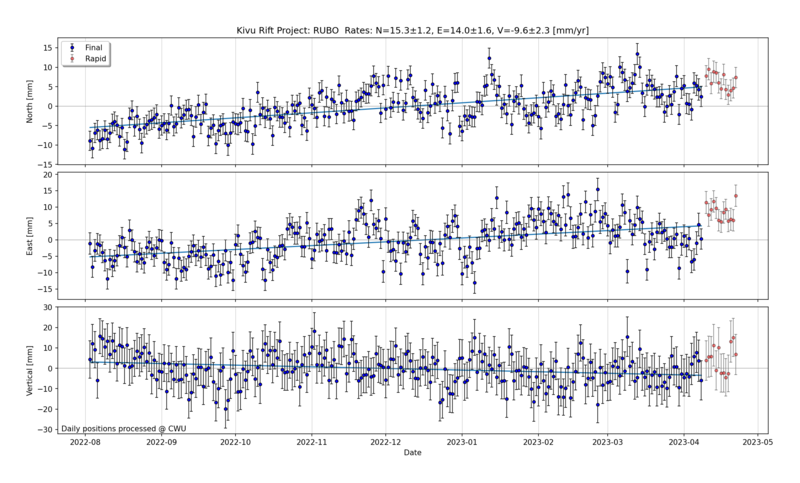 Kivu Rift Project: RUBO Rates: N=15.3±1.2, E=14.0±1.6, V=-9.6±2.3 [mm/yr]
Final
Rapid
North [mm]
15
10
5
0
−5
−10
−15
East [mm]
20
15
10
5
0
−5
−10
−15
Vertical [mm]
30
20
10
0
−10
−20
−30
Daily positions processed @ CWU
2022-08 2022-09 2022-10 2022-11 2022-12 2023-01 2023-02 2023-03 2023-04 2023-05
Date